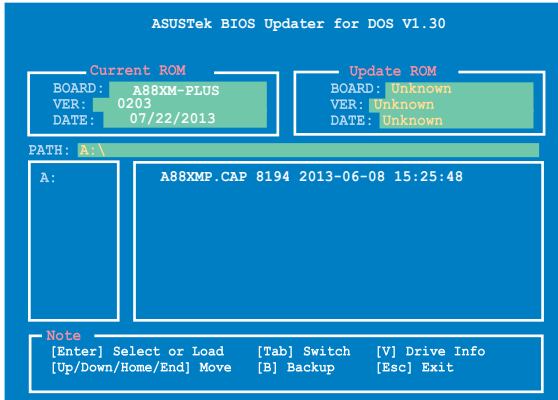 ASUSTek BIOS Updater for DOS V1.30
Current ROM
BOARD: A88XM-PLUS
VER: 0203
DATE: 07/22/2013
Update ROM
BOARD: Unknown
VER: Unknown
DATE: Unknown
PATH: A:\
A:
A88XMP.CAP 8194 2013-06-08 15:25:48
Note
[Enter] Select or Load [Tab] Switch [V] Drive Info
[Up/Down/Home/End] Move [B] Backup [Esc] Exit